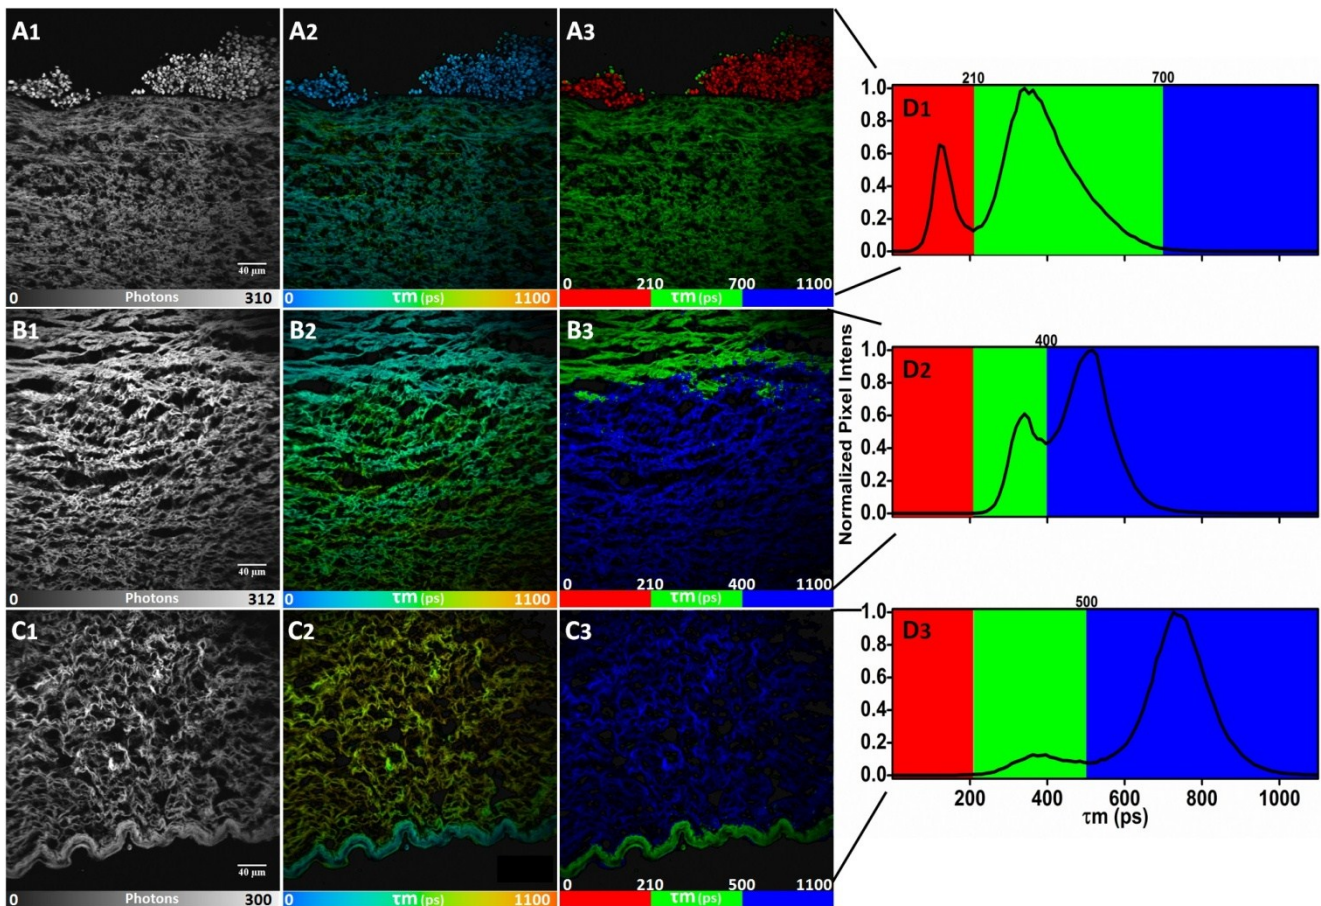 A1
A2
A3
40 µm
0 Photons 310
0 τm (ps) 1100
210 700
0 τm (ps) 1100
B1
B2
B3
40 µm
0 Photons 312
0 τm (ps) 1100
0 210 400 1100
τm (ps)
C1
C2
C3
40 µm
0 Photons 300
0 τm (ps) 1100
0 210 500 1100
τm (ps)
Normalized Pixel Intens
210 700
D1
1.0
0.8
0.6
0.4
0.2
0.0
400
D2
1.0
0.8
0.6
0.4
0.2
0.0
500
D3
1.0
0.8
0.6
0.4
0.2
0.0
200 400 600 800 1000
τm (ps)